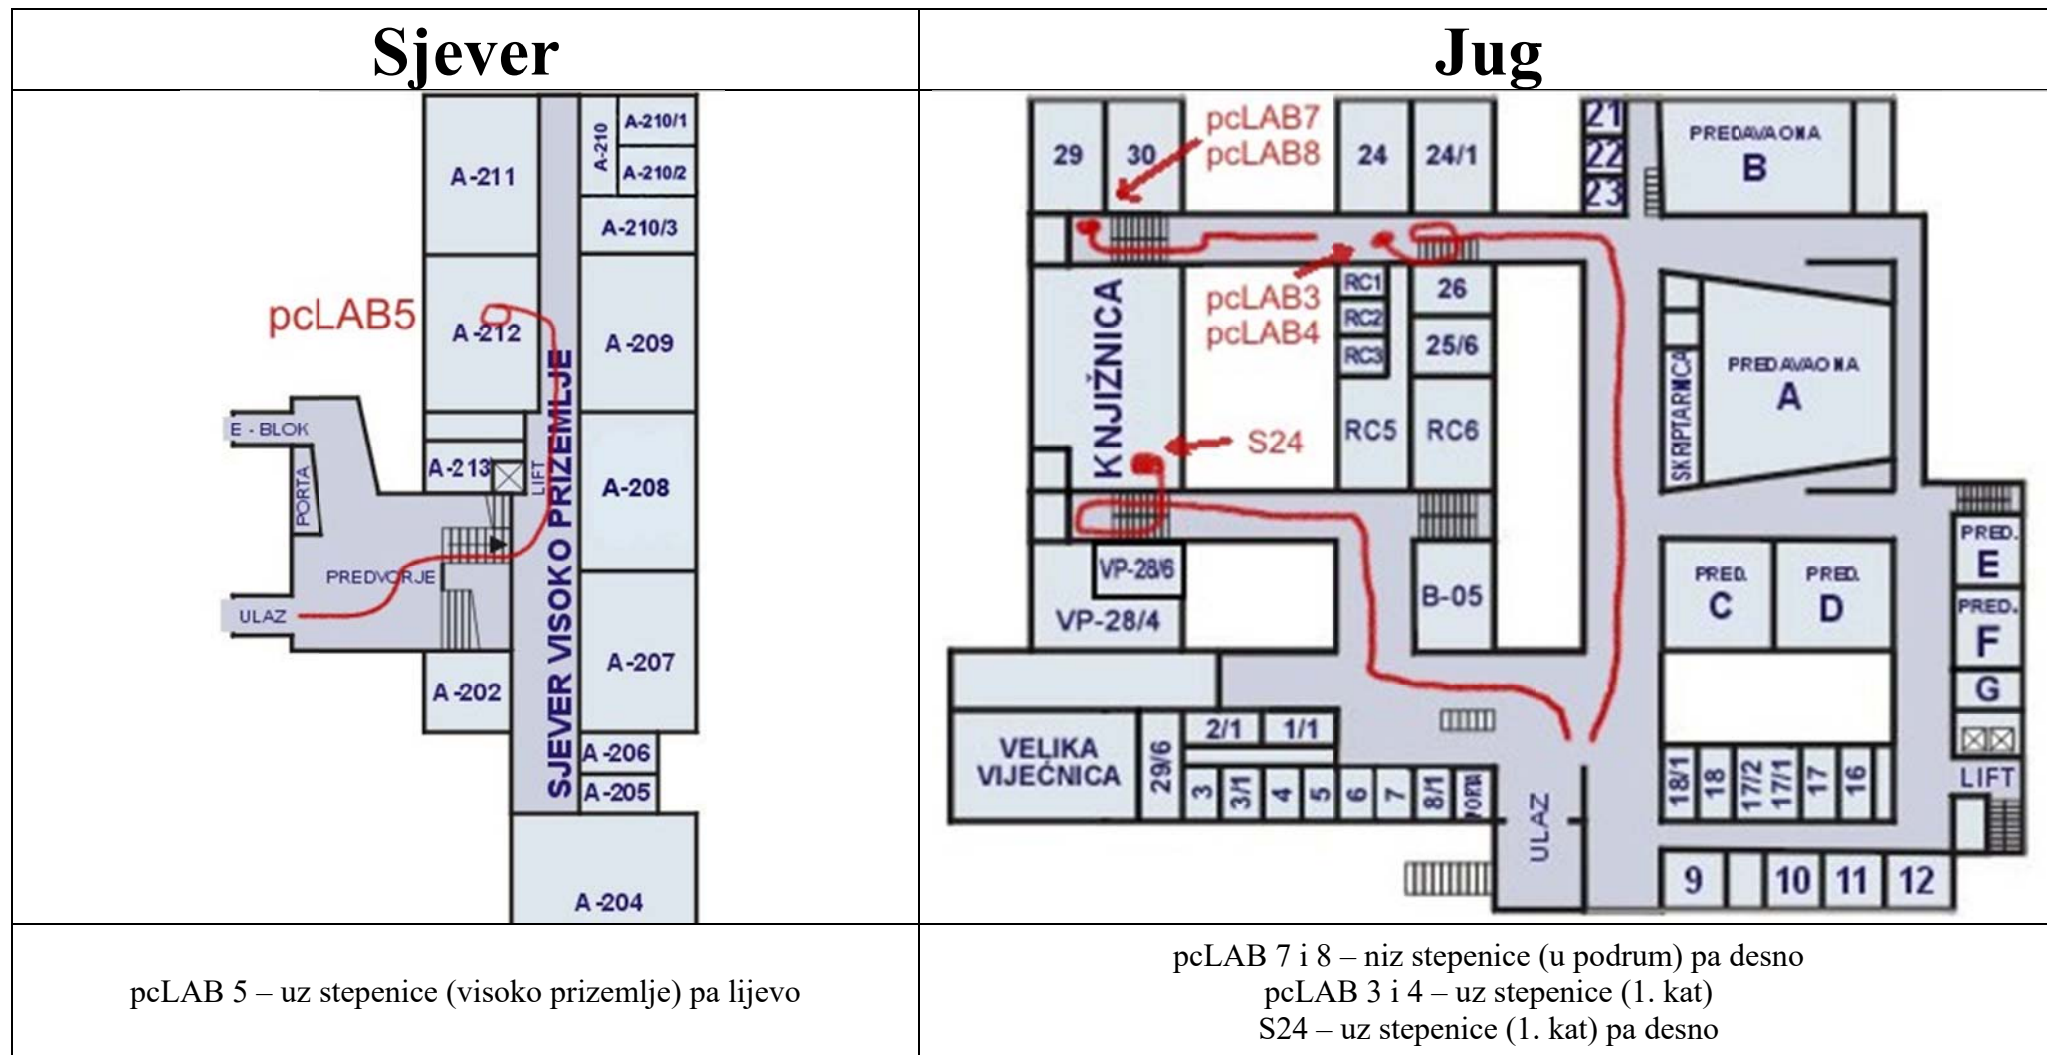 Sjever
Jug
A-211
A-210
A-210/1
A-210/2
A-210/3
pcLAB5
A-212
A-209
E - BLOK
PORTA
A-213
LIFT
A-208
SJEVER VISOKO PRIZEMLJE
PREDVORJE
ULAZ
A-202
A-207
A-206
A-205
A-204
29
30
pcLAB7
pcLAB8
24
24/1
21
22
23
PREDAVAONA
B
KNJIŽNICA
pcLAB3
pcLAB4
RC1
RC2
RC3
26
25/6
RC5
RC6
S24
SKRIPTARNICA
PREDAVAONA
A
VP-28/6
VP-28/4
B-05
PRED.
C
PRED.
D
PRED.
E
PRED.
F
G
LIFT
VELIKA
VIJEĆNICA
29/6
2/1
1/1
3
3/1
4
5
6
7
8/1
PORTA
ULAZ
18/1
18
17/2
17/1
17
16
9
10
11
12
pcLAB 5 – uz stepenice (visoko prizemlje) pa lijevo
pcLAB 7 i 8 – niz stepenice (u podrum) pa desno
pcLAB 3 i 4 – uz stepenice (1. kat)
S24 – uz stepenice (1. kat) pa desno